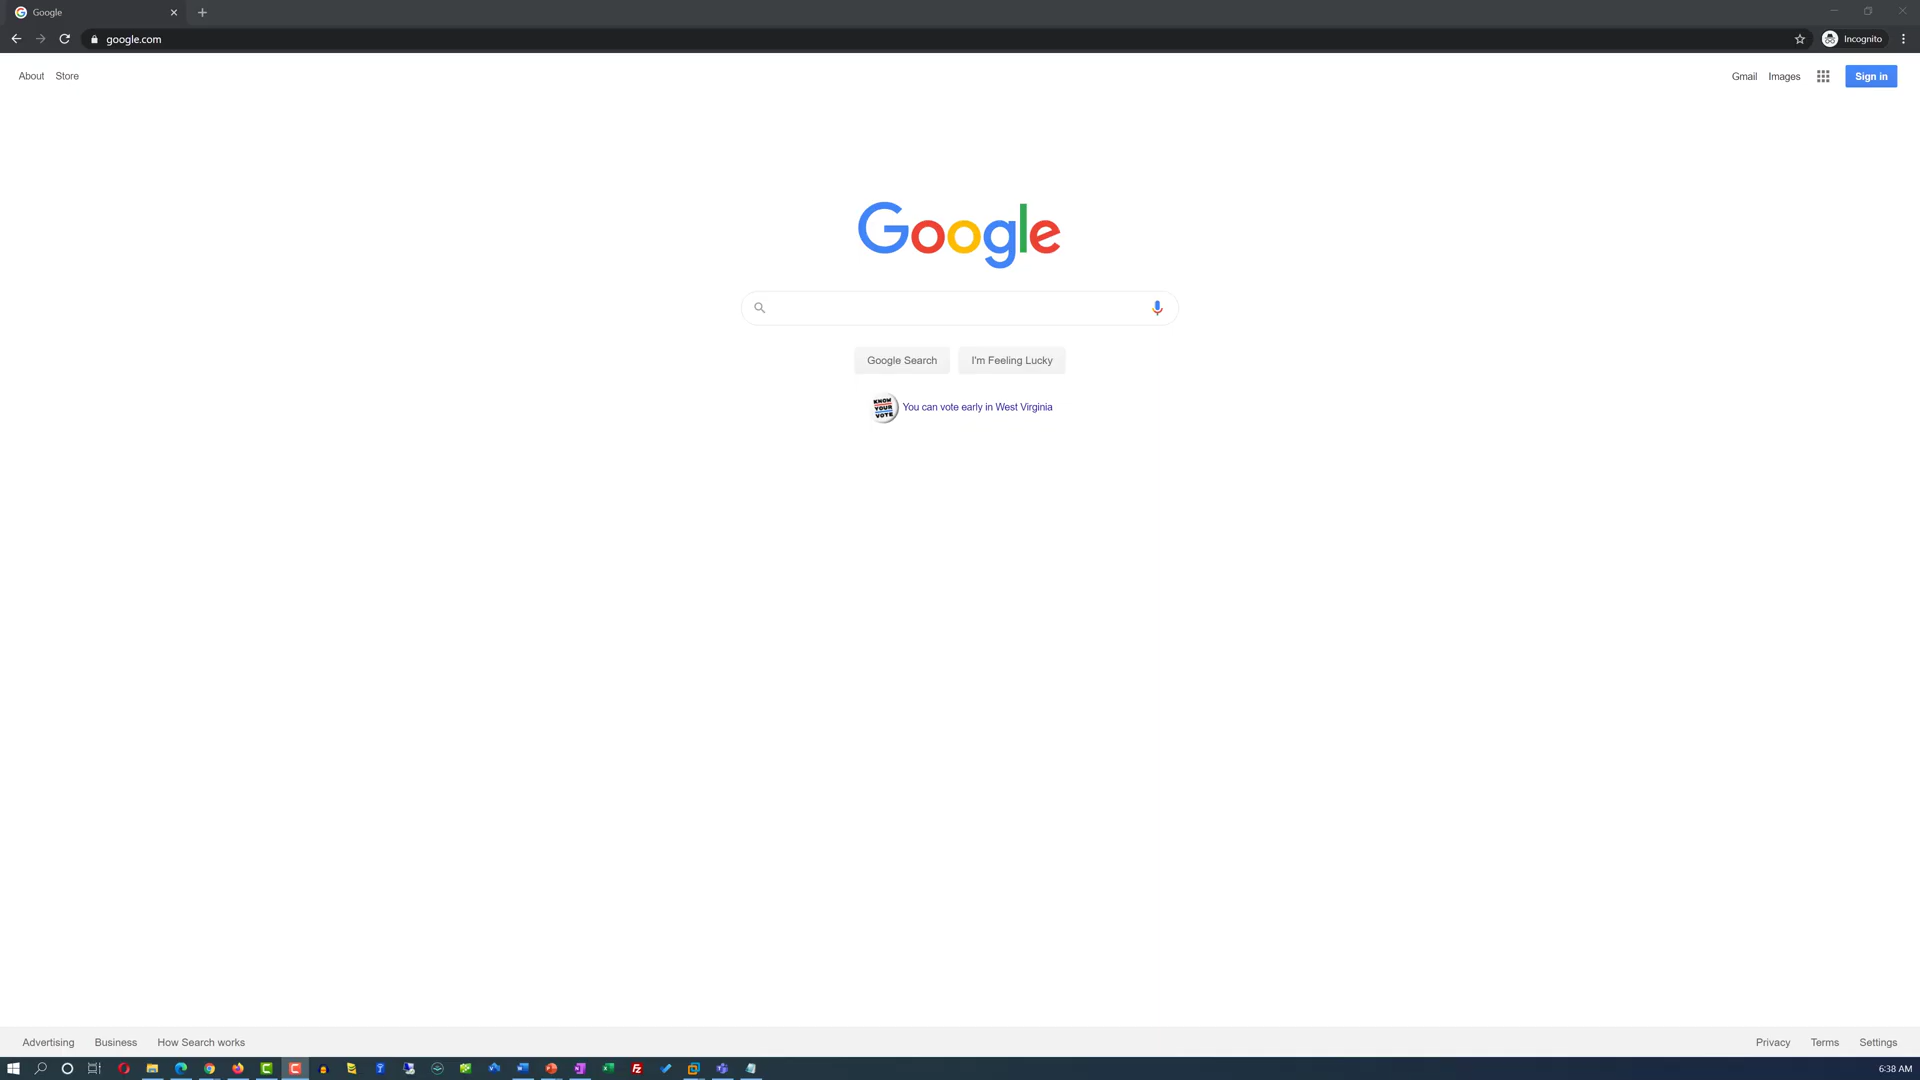 Google
google.com
Incognito
About Store
Gmail Images Sign in
Google
Google Search I'm Feeling Lucky
KNOW YOUR VOTE
You can vote early in West Virginia
Advertising Business How Search works
Privacy Terms Settings
6:38 AM